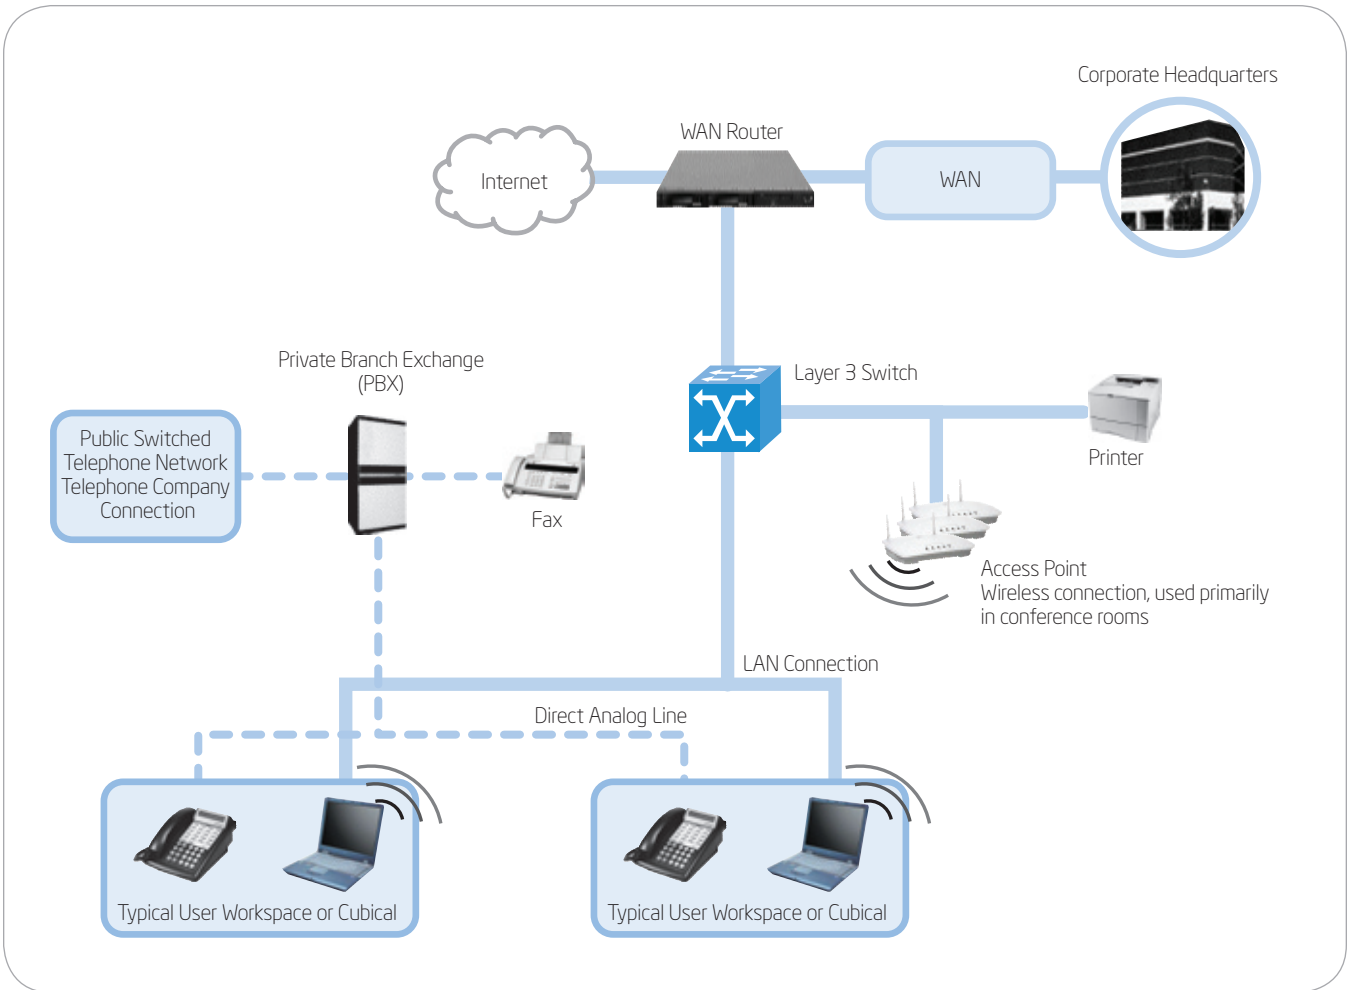 Corporate Headquarters
WAN Router
Internet
WAN
Private Branch Exchange
(PBX)
Layer 3 Switch
Public Switched
Telephone Network
Telephone Company
Connection
Fax
Printer
Access Point
Wireless connection, used primarily
in conference rooms
LAN Connection
Direct Analog Line
Typical User Workspace or Cubical
Typical User Workspace or Cubical